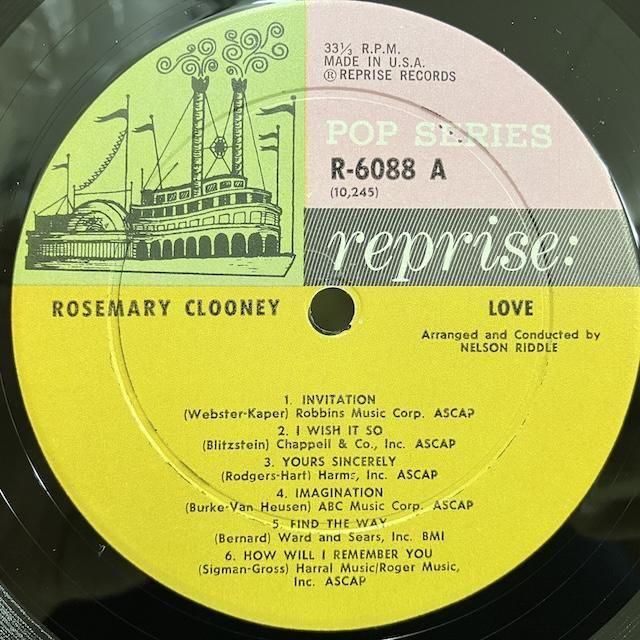 33⅓ R.P.M.
MADE IN U.S.A.
Ⓡ REPRISE RECORDS
POP SERIES
R-6088 A
(10,245)
reprise:
ROSEMARY CLOONEY
LOVE
Arranged and Conducted by
NELSON RIDDLE
1. INVITATION
(Webster-Kaper) Robbins Music Corp. ASCAP
2. I WISH IT SO
(Blitzstein) Chappell & Co., Inc. ASCAP
3. YOURS SINCERELY
(Rodgers-Hart) Harms, Inc. ASCAP
4. IMAGINATION
(Burke-Van Heusen) ABC Music Corp. ASCAP
5. FIND THE WAY
(Bernard) Ward and Sears, Inc. BMI
6. HOW WILL I REMEMBER YOU
(Sigman-Gross) Harral Music/Roger Music,
Inc. ASCAP